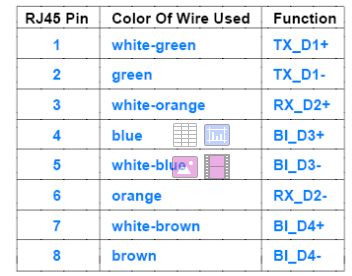 RJ45 Pin Color Of Wire Used Function
1 white-green TX_D1+
2 green TX_D1-
3 white-orange RX_D2+
4 blue BI_D3+
5 white-blue BI_D3-
6 orange RX_D2-
7 white-brown BI_D4+
8 brown BI_D4-